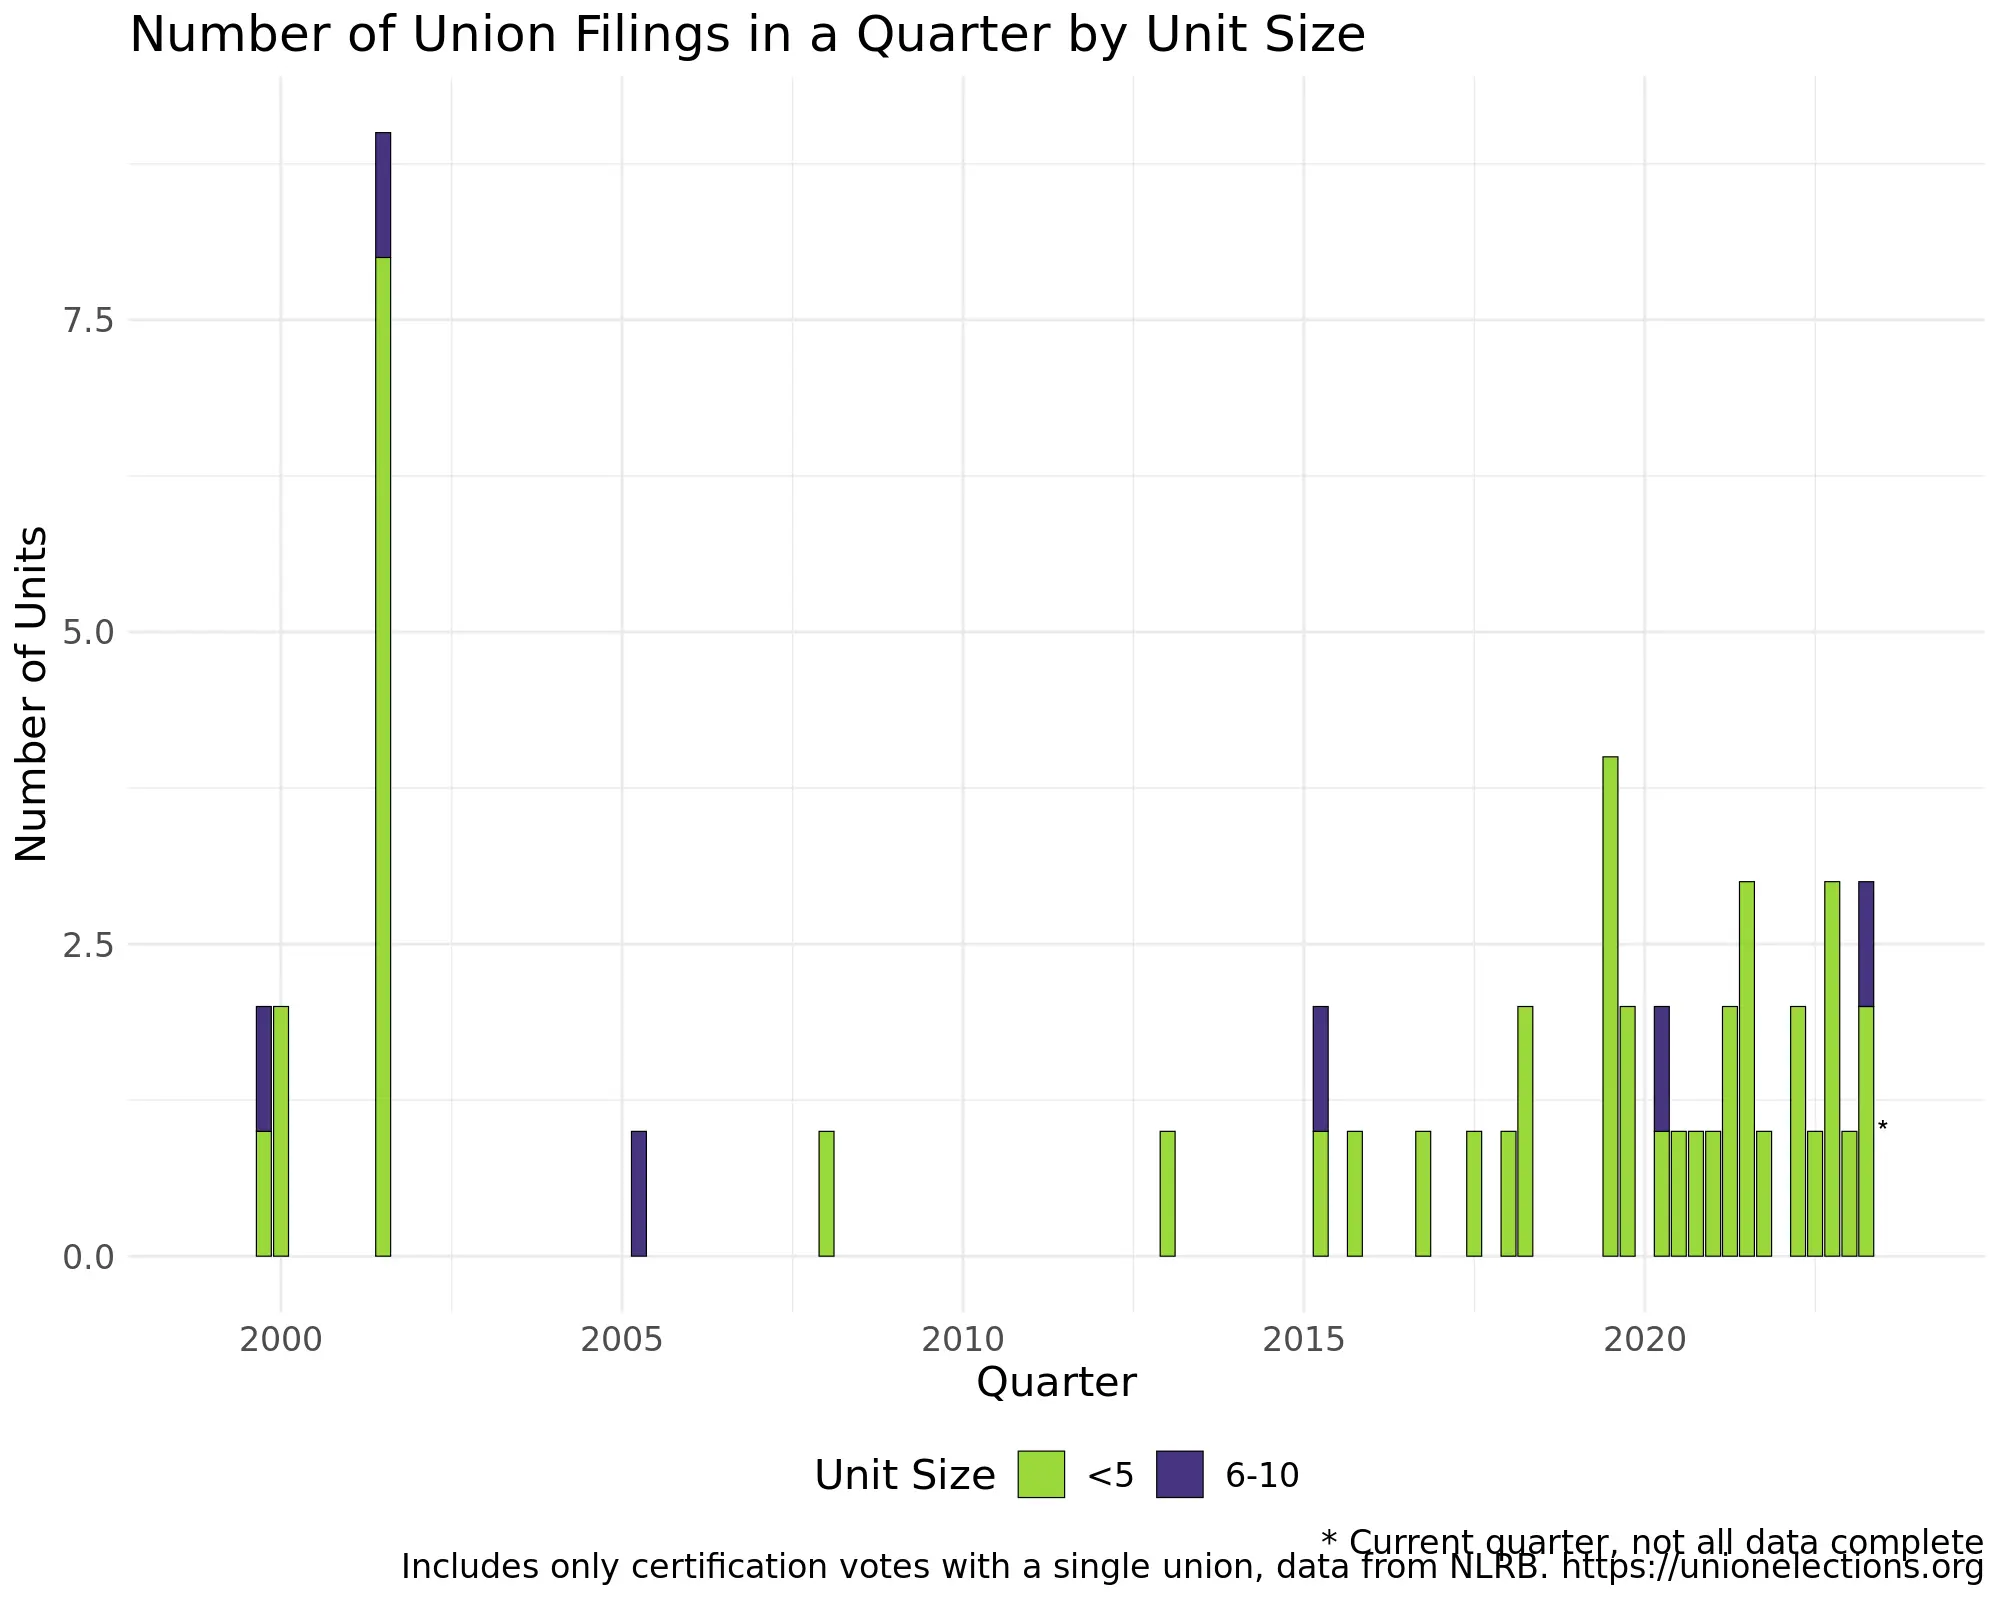 Number of Union Filings in a Quarter by Unit Size
Number of Units
7.5
5.0
2.5
0.0
*
2000 2005 2010 2015 2020
Quarter
Unit Size <5 6-10
* Current quarter, not all data complete
Includes only certification votes with a single union, data from NLRB. https://unionelections.org